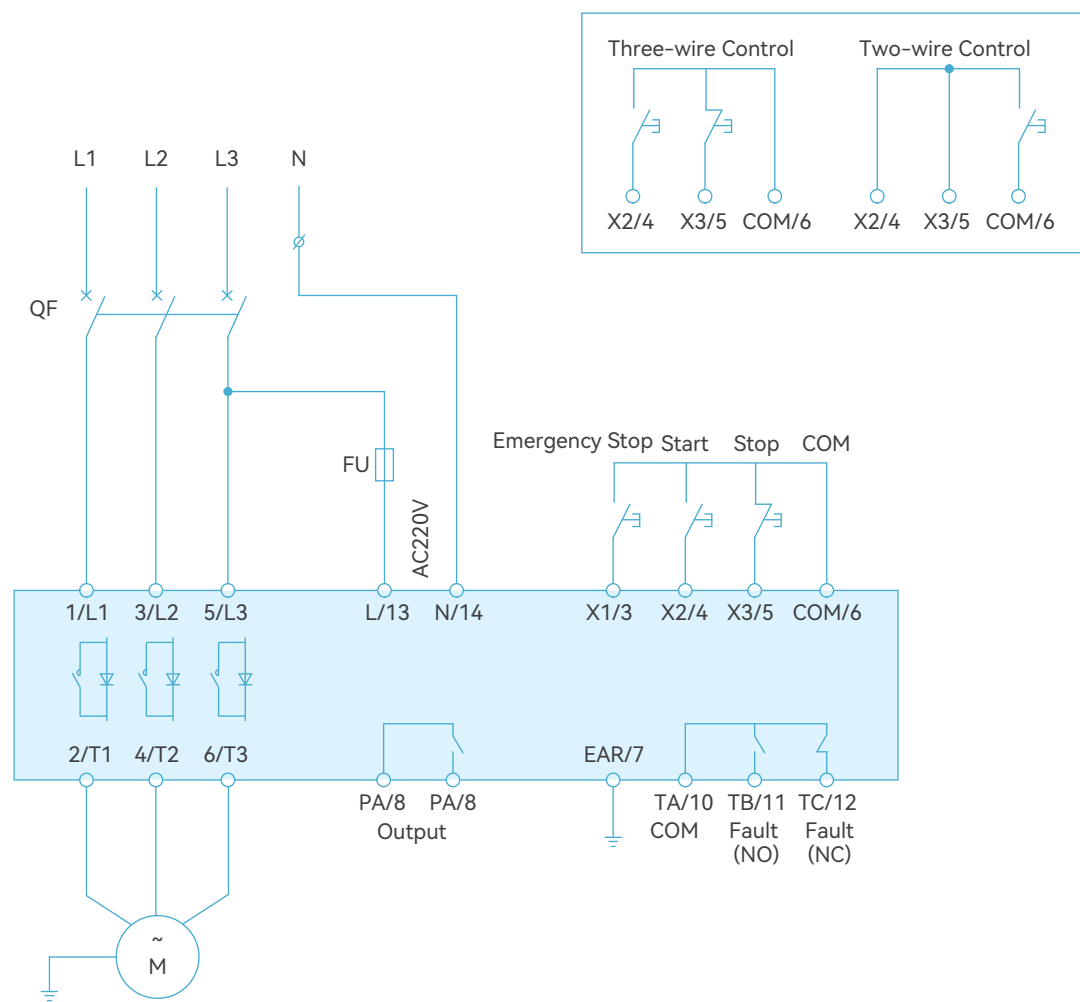 Three-wire Control
Two-wire Control
X2/4 X3/5 COM/6
X2/4 X3/5 COM/6
L1 L2 L3 N
QF
FU
AC220V
Emergency Stop Start Stop COM
1/L1 3/L2 5/L3 L/13 N/14 X1/3 X2/4 X3/5 COM/6
2/T1 4/T2 6/T3 EAR/7
PA/8 PA/8
Output
TA/10 TB/11 TC/12
COM Fault Fault
(NO) (NC)
~
M